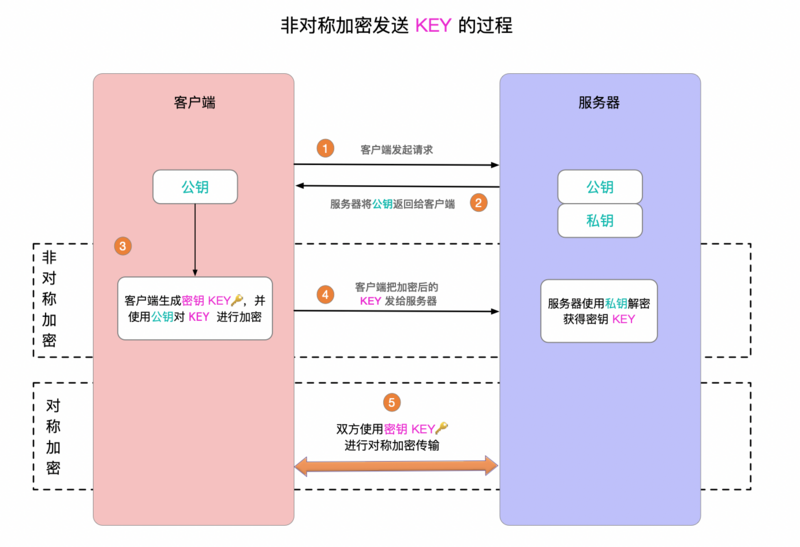 非对称加密发送 KEY 的过程
客户端
服务器
1
客户端发起请求
公钥
公钥
服务器将公钥返回给客户端
2
私钥
3
非对称加密
客户端生成密钥 KEY🔑，并
使用公钥对 KEY 进行加密
4
客户端把加密后的
KEY 发给服务器
服务器使用私钥解密
获得密钥 KEY
对称加密
5
双方使用密钥 KEY🔑
进行对称加密传输